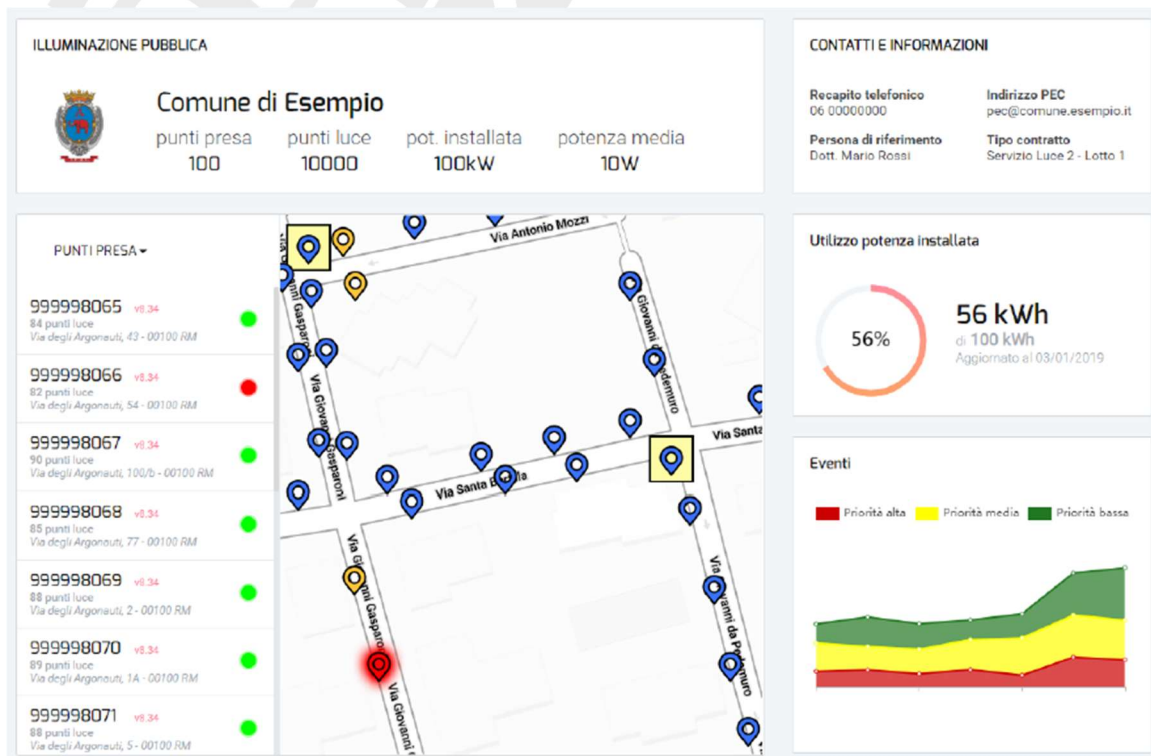 ILLUMINAZIONE PUBBLICA
Comune di Esempio
punti presa punti luce pot. installata potenza media
100 10000 100kW 10W
CONTATTI E INFORMAZIONI
Recapito telefonico Indirizzo PEC
06 00000000 pec@comune.esempio.it
Persona di riferimento Tipo contratto
Dott. Mario Rossi Servizio Luce 2 - Lotto 1
PUNTI PRESA
999998065 v8.34
84 punti luce
Via degli Argonauti, 43 - 00100 RM
999998066 v8.34
82 punti luce
Via degli Argonauti, 54 - 00100 RM
999998067 v8.34
90 punti luce
Via degli Argonauti, 100/b - 00100 RM
999998068 v8.34
85 punti luce
Via degli Argonauti, 77 - 00100 RM
999998069 v8.34
88 punti luce
Via degli Argonauti, 2 - 00100 RM
999998070 v8.34
89 punti luce
Via degli Argonauti, 1A - 00100 RM
999998071 v8.34
88 punti luce
Via degli Argonauti, 5 - 00100 RM
Via Antonio Mozzi
Gasparoni
Via Giovanni Gasparoni
Giovanni da
Via Santa
Via Santa
Via Giovanni Gasparoni
Via Giovanni da Pedemuro
Via Giovanni
Utilizzo potenza installata
56%
56 kWh
di 100 kWh
Aggiornato al 03/01/2019
Eventi
Priorità alta Priorità media Priorità bassa